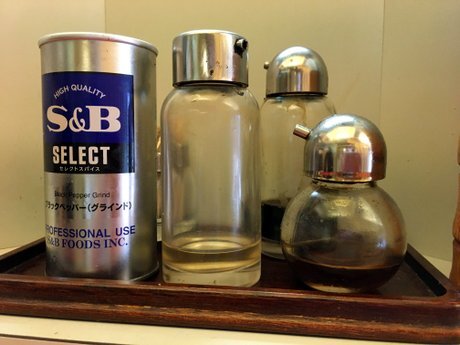 HIGH QUALITY
S&B
SELECT
セレクトスパイス
Black Pepper Grind
ブラックペッパー(グラインド)
PROFESSIONAL USE
S&B FOODS INC.